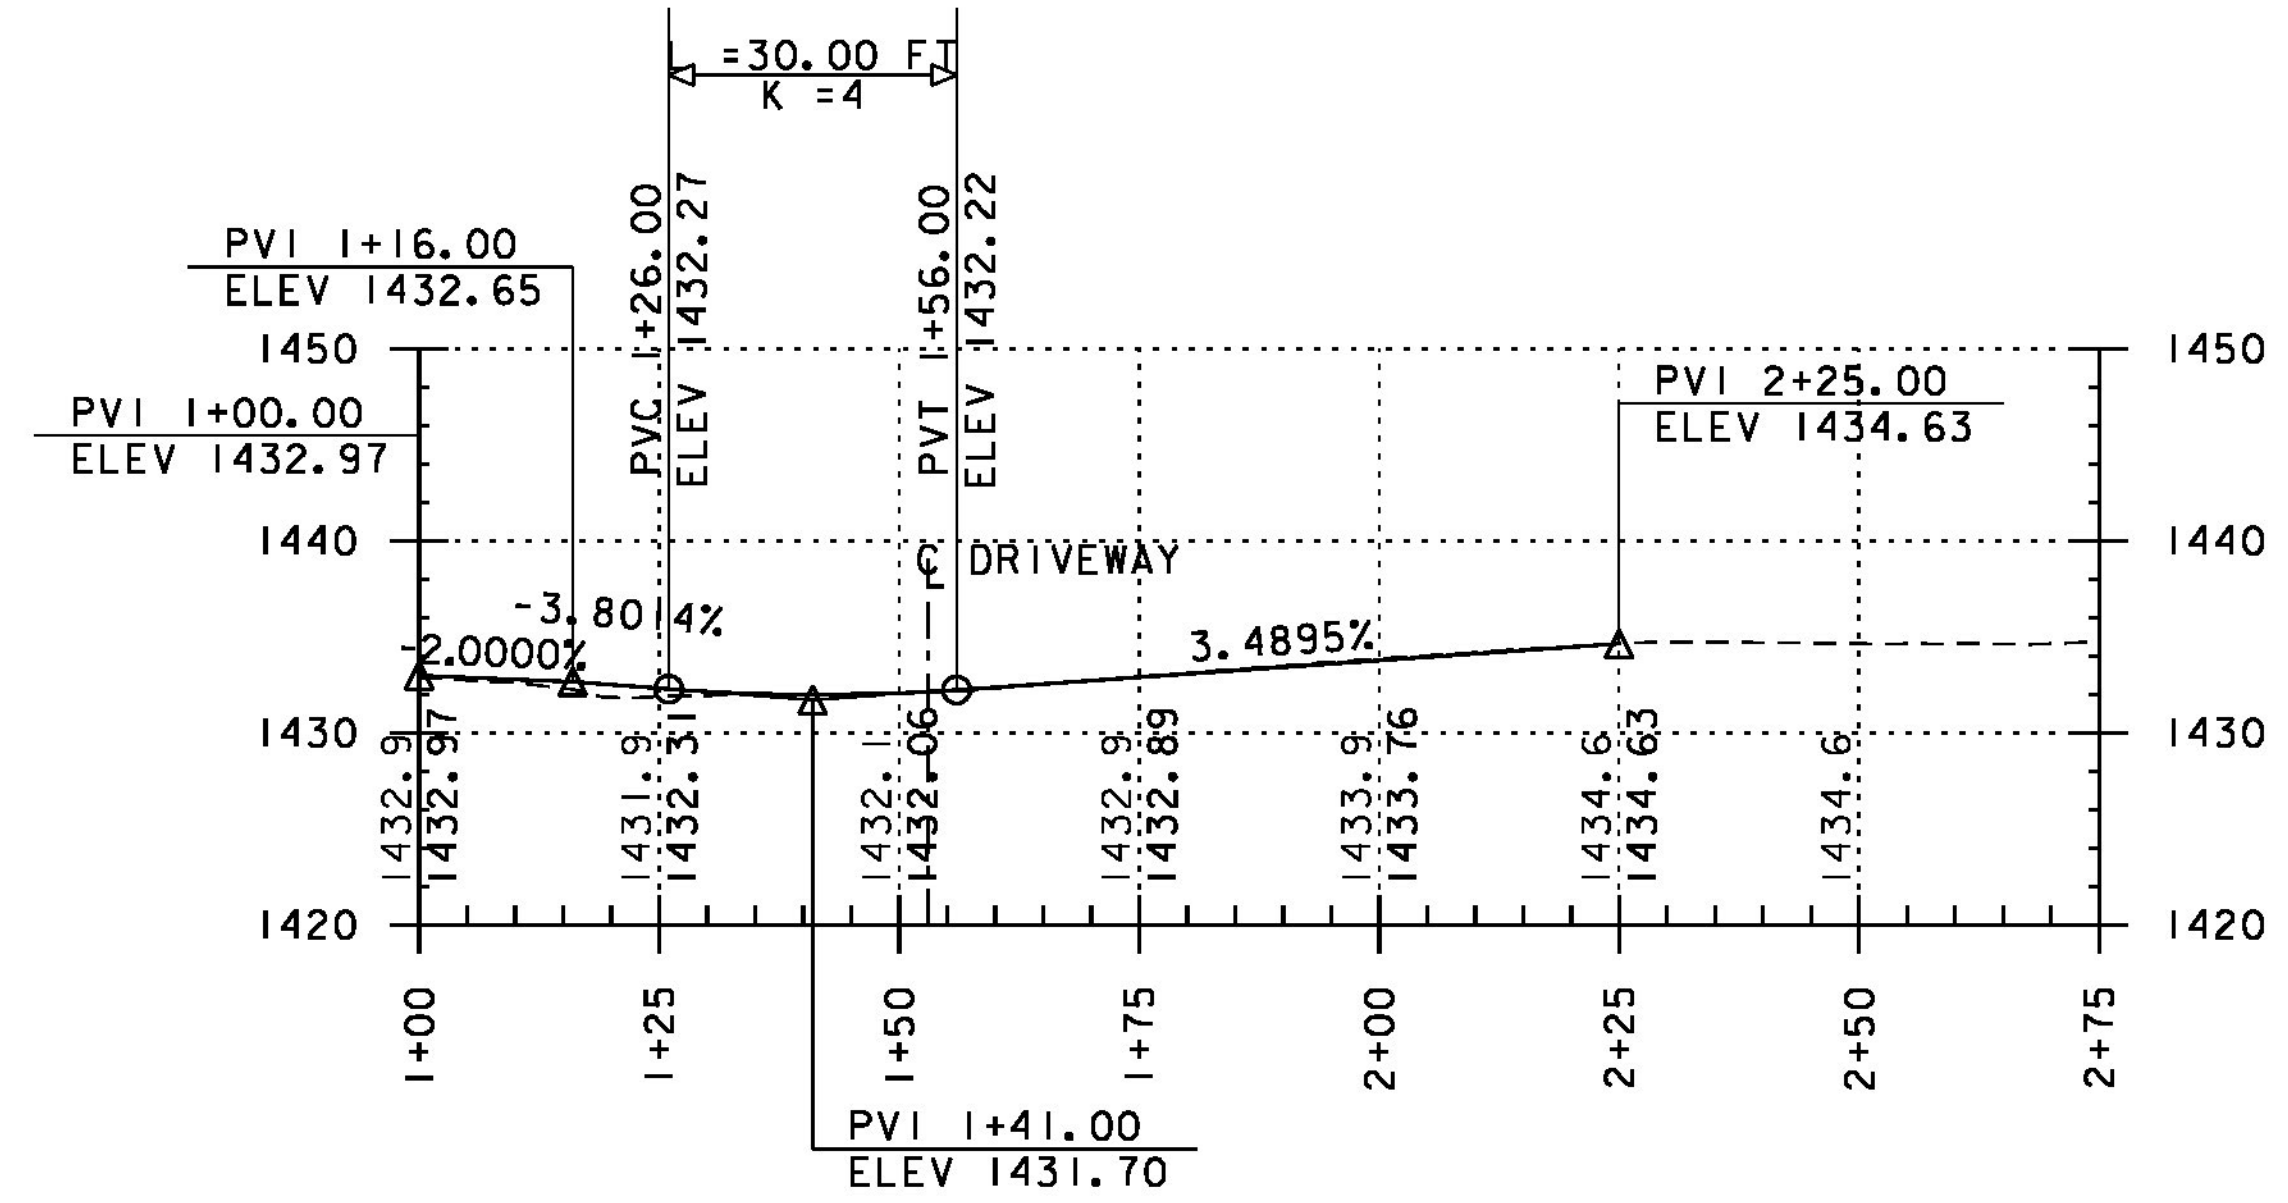 L =30.00 FT
K =4
PVI 1+16.00
ELEV 1432.65
PVC 1+26.00
ELEV 1432.27
PVT 1+56.00
ELEV 1432.22
1450
1450
PVI 1+00.00
ELEV 1432.97
PVI 2+25.00
ELEV 1434.63
1440
1440
℄ DRIVEWAY
-3.8014%
-2.0000%
3.4895%
1430
1430
1432.9
1432.97
1431.9
1432.31
1432.1
1432.06
1432.9
1432.89
1433.9
1433.76
1434.6
1434.63
1434.6
1420
1420
1+00
1+25
1+50
1+75
2+00
2+25
2+50
2+75
PVI 1+41.00
ELEV 1431.70